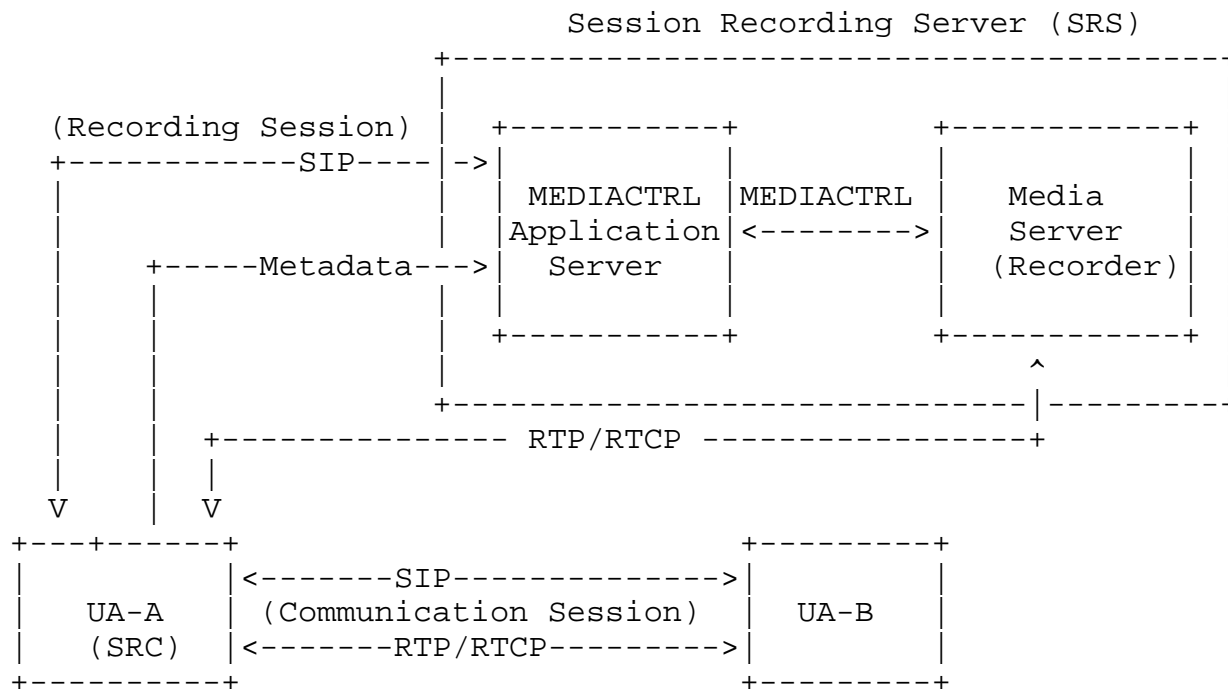 Session Recording Server (SRS)
(Recording Session)
SIP
MEDIACTRL MEDIACTRL Media
Application Server
Metadata Server (Recorder)
RTP/RTCP
SIP
UA-A (Communication Session) UA-B
(SRC) RTP/RTCP